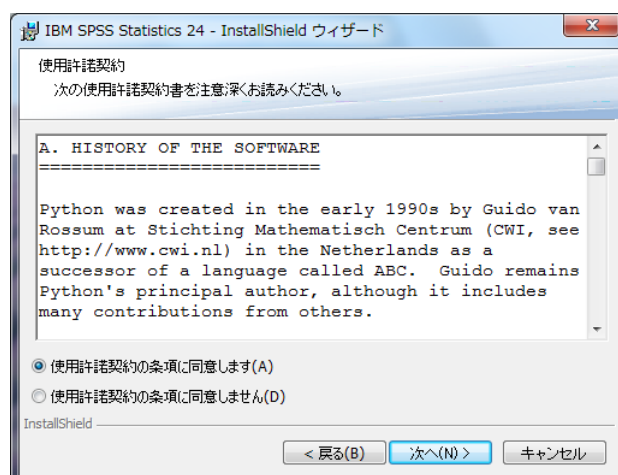 IBM SPSS Statistics 24 - InstallShield ウィザード
使用許諾契約
次の使用許諾契約書を注意深くお読みください。
A. HISTORY OF THE SOFTWARE
==========================
Python was created in the early 1990s by Guido van
Rossum at Stichting Mathematisch Centrum (CWI, see
http://www.cwi.nl) in the Netherlands as a
successor of a language called ABC.  Guido remains
Python's principal author, although it includes
many contributions from others.
使用許諾契約の条項に同意します(A)
使用許諾契約の条項に同意しません(D)
InstallShield
< 戻る(B)
次へ(N) >
キャンセル